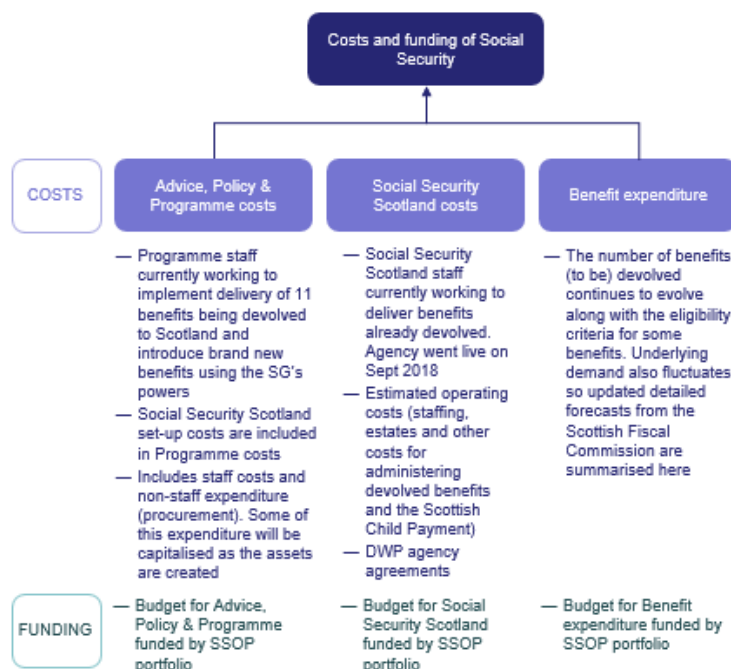 Costs and funding of Social
Security
COSTS
Advice, Policy &
Programme costs
Social Security
Scotland costs
Benefit expenditure
— Programme staff
currently working to
implement delivery of 11
benefits being devolved
to Scotland and
introduce brand new
benefits using the SG's
powers
— Social Security Scotland
set-up costs are included
in Programme costs
— Includes staff costs and
non-staff expenditure
(procurement). Some of
this expenditure will be
capitalised as the assets
are created
— Social Security
Scotland staff
currently working to
deliver benefits
already devolved.
Agency went live on
Sept 2018
— Estimated operating
costs (staffing,
estates and other
costs for
administering
devolved benefits
and the Scottish
Child Payment)
— DWP agency
agreements
— The number of benefits
(to be) devolved
continues to evolve
along with the eligibility
criteria for some
benefits. Underlying
demand also fluctuates
so updated detailed
forecasts from the
Scottish Fiscal
Commission are
summarised here
FUNDING
— Budget for Advice,
Policy & Programme
funded by SSOP
portfolio
— Budget for Social
Security Scotland
funded by SSOP
portfolio
— Budget for Benefit
expenditure funded by
SSOP portfolio